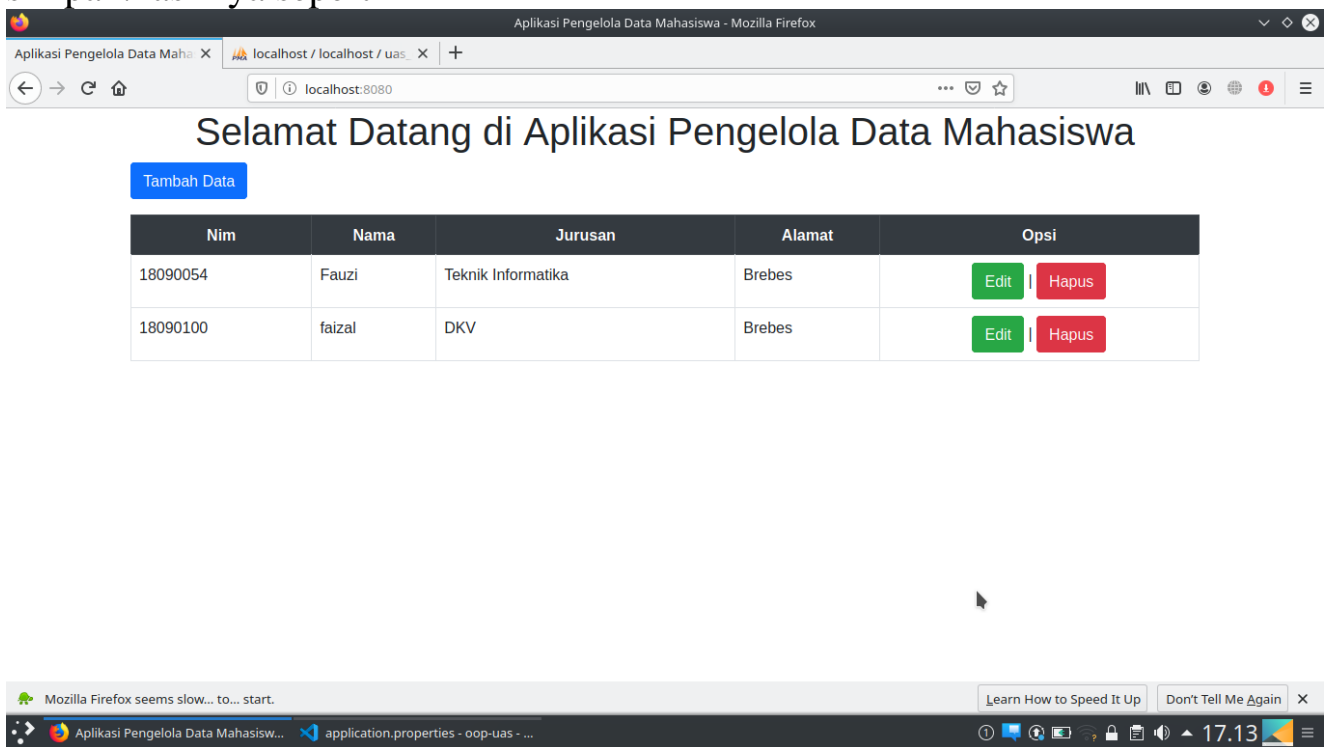 Aplikasi Pengelola Data Mahasiswa - Mozilla Firefox
Aplikasi Pengelola Data Maha
localhost / localhost / uas_
localhost:8080
Selamat Datang di Aplikasi Pengelola Data Mahasiswa
Tambah Data
Nim Nama Jurusan Alamat Opsi
18090054 Fauzi Teknik Informatika Brebes Edit | Hapus
18090100 faizal DKV Brebes Edit | Hapus
Mozilla Firefox seems slow... to... start. Learn How to Speed It Up Don't Tell Me Again
Aplikasi Pengelola Data Mahasisw... application.properties - oop-uas - ... 17.13